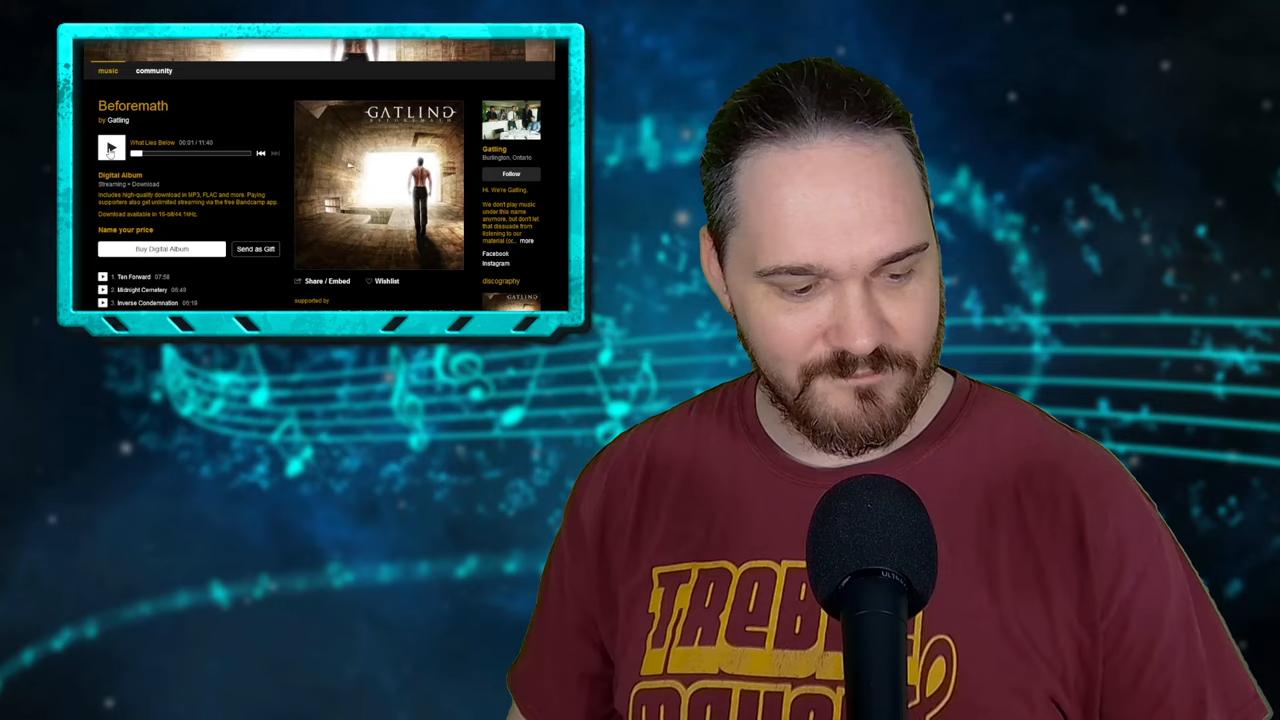 music
community
Beforemath
by Gatling
What Lies Below 00:01 / 11:40
Digital Album
Streaming + Download
Includes high-quality download in MP3, FLAC and more. Paying
supporters also get unlimited streaming via the free Bandcamp app.
Download available in 16-bit/44.1kHz.
Name your price
Buy Digital Album
Send as Gift
1. Ten Forward 07:58
2. Midnight Cemetery 06:49
3. Inverse Condemnation 06:19
GATLING
BEFOREMATH
Share / Embed
Wishlist
supported by
Gatling
Burlington, Ontario
Follow
Hi. We're Gatling.
We don't play music
under this name
anymore, but don't let
that dissuade from
listening to our
material (or... more
Facebook
Instagram
discography
GATLING
TREBLE